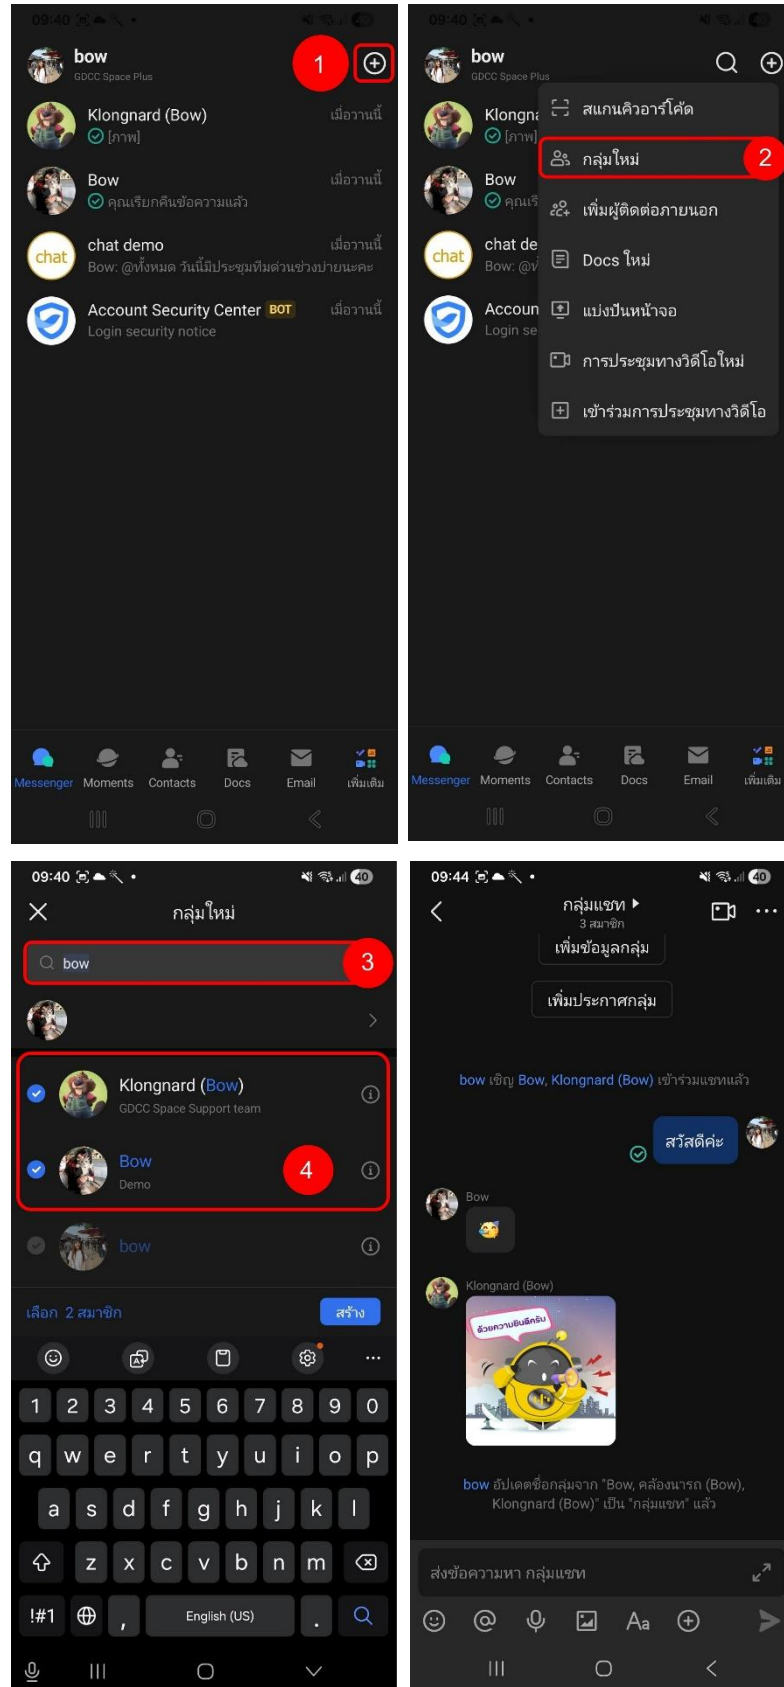 09:40
bow
GDCC Space Plus
1
Klongnard (Bow)
เมื่อวานนี้
[ภาพ]
Bow
เมื่อวานนี้
คุณเรียกคืนข้อความแล้ว
chat
chat demo
เมื่อวานนี้
Bow: @ทั้งหมด วันนี้มีประชุมทีมด่วนช่วงบ่ายนะคะ
Account Security Center BOT
เมื่อวานนี้
Login security notice
Messenger Moments Contacts Docs Email เพิ่มเติม
09:40
bow
GDCC Space Plus
สแกนคิวอาร์โค้ด
กลุ่มใหม่
2
เพิ่มผู้ติดต่อภายนอก
Docs ใหม่
แบ่งปันหน้าจอ
การประชุมทางวิดีโอใหม่
เข้าร่วมการประชุมทางวิดีโอ
Klongna
[ภาพ]
Bow
คุณเรี
chat
chat de
Bow: @ทั
Accoun
Login se
Messenger Moments Contacts Docs Email เพิ่มเติม
09:40 40
กลุ่มใหม่
bow
3
Klongnard (Bow)
GDCC Space Support team
Bow
Demo
4
bow
เลือก 2 สมาชิก
สร้าง
1 2 3 4 5 6 7 8 9 0
q w e r t y u i o p
a s d f g h j k l
z x c v b n m
!#1 , English (US) .
09:44 40
กลุ่มแชท
3 สมาชิก
เพิ่มข้อมูลกลุ่ม
เพิ่มประกาศกลุ่ม
bow เชิญ Bow, Klongnard (Bow) เข้าร่วมแชทแล้ว
สวัสดีค่ะ
Bow
Klongnard (Bow)
ด้วยความยินดีครับ
bow อัปเดตชื่อกลุ่มจาก "Bow, คล้องนารถ (Bow),
Klongnard (Bow)" เป็น "กลุ่มแชท" แล้ว
ส่งข้อความหา กลุ่มแชท
Aa